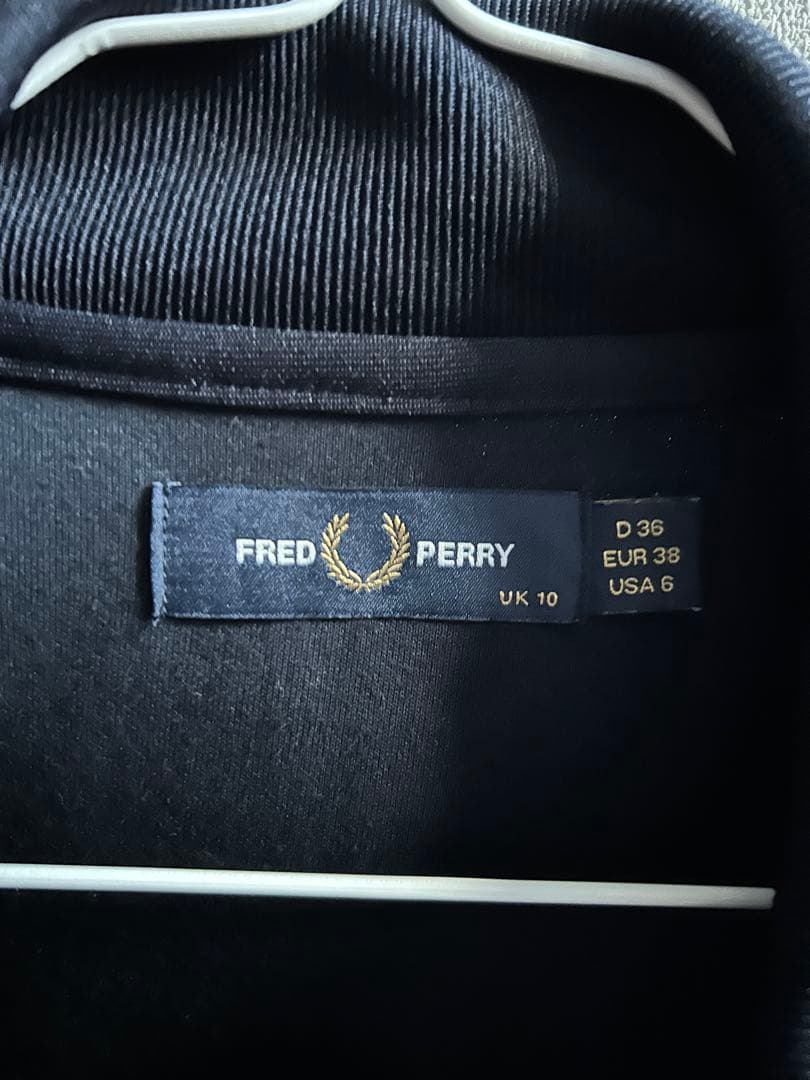 FRED PERRY
UK 10
D 36
EUR 38
USA 6